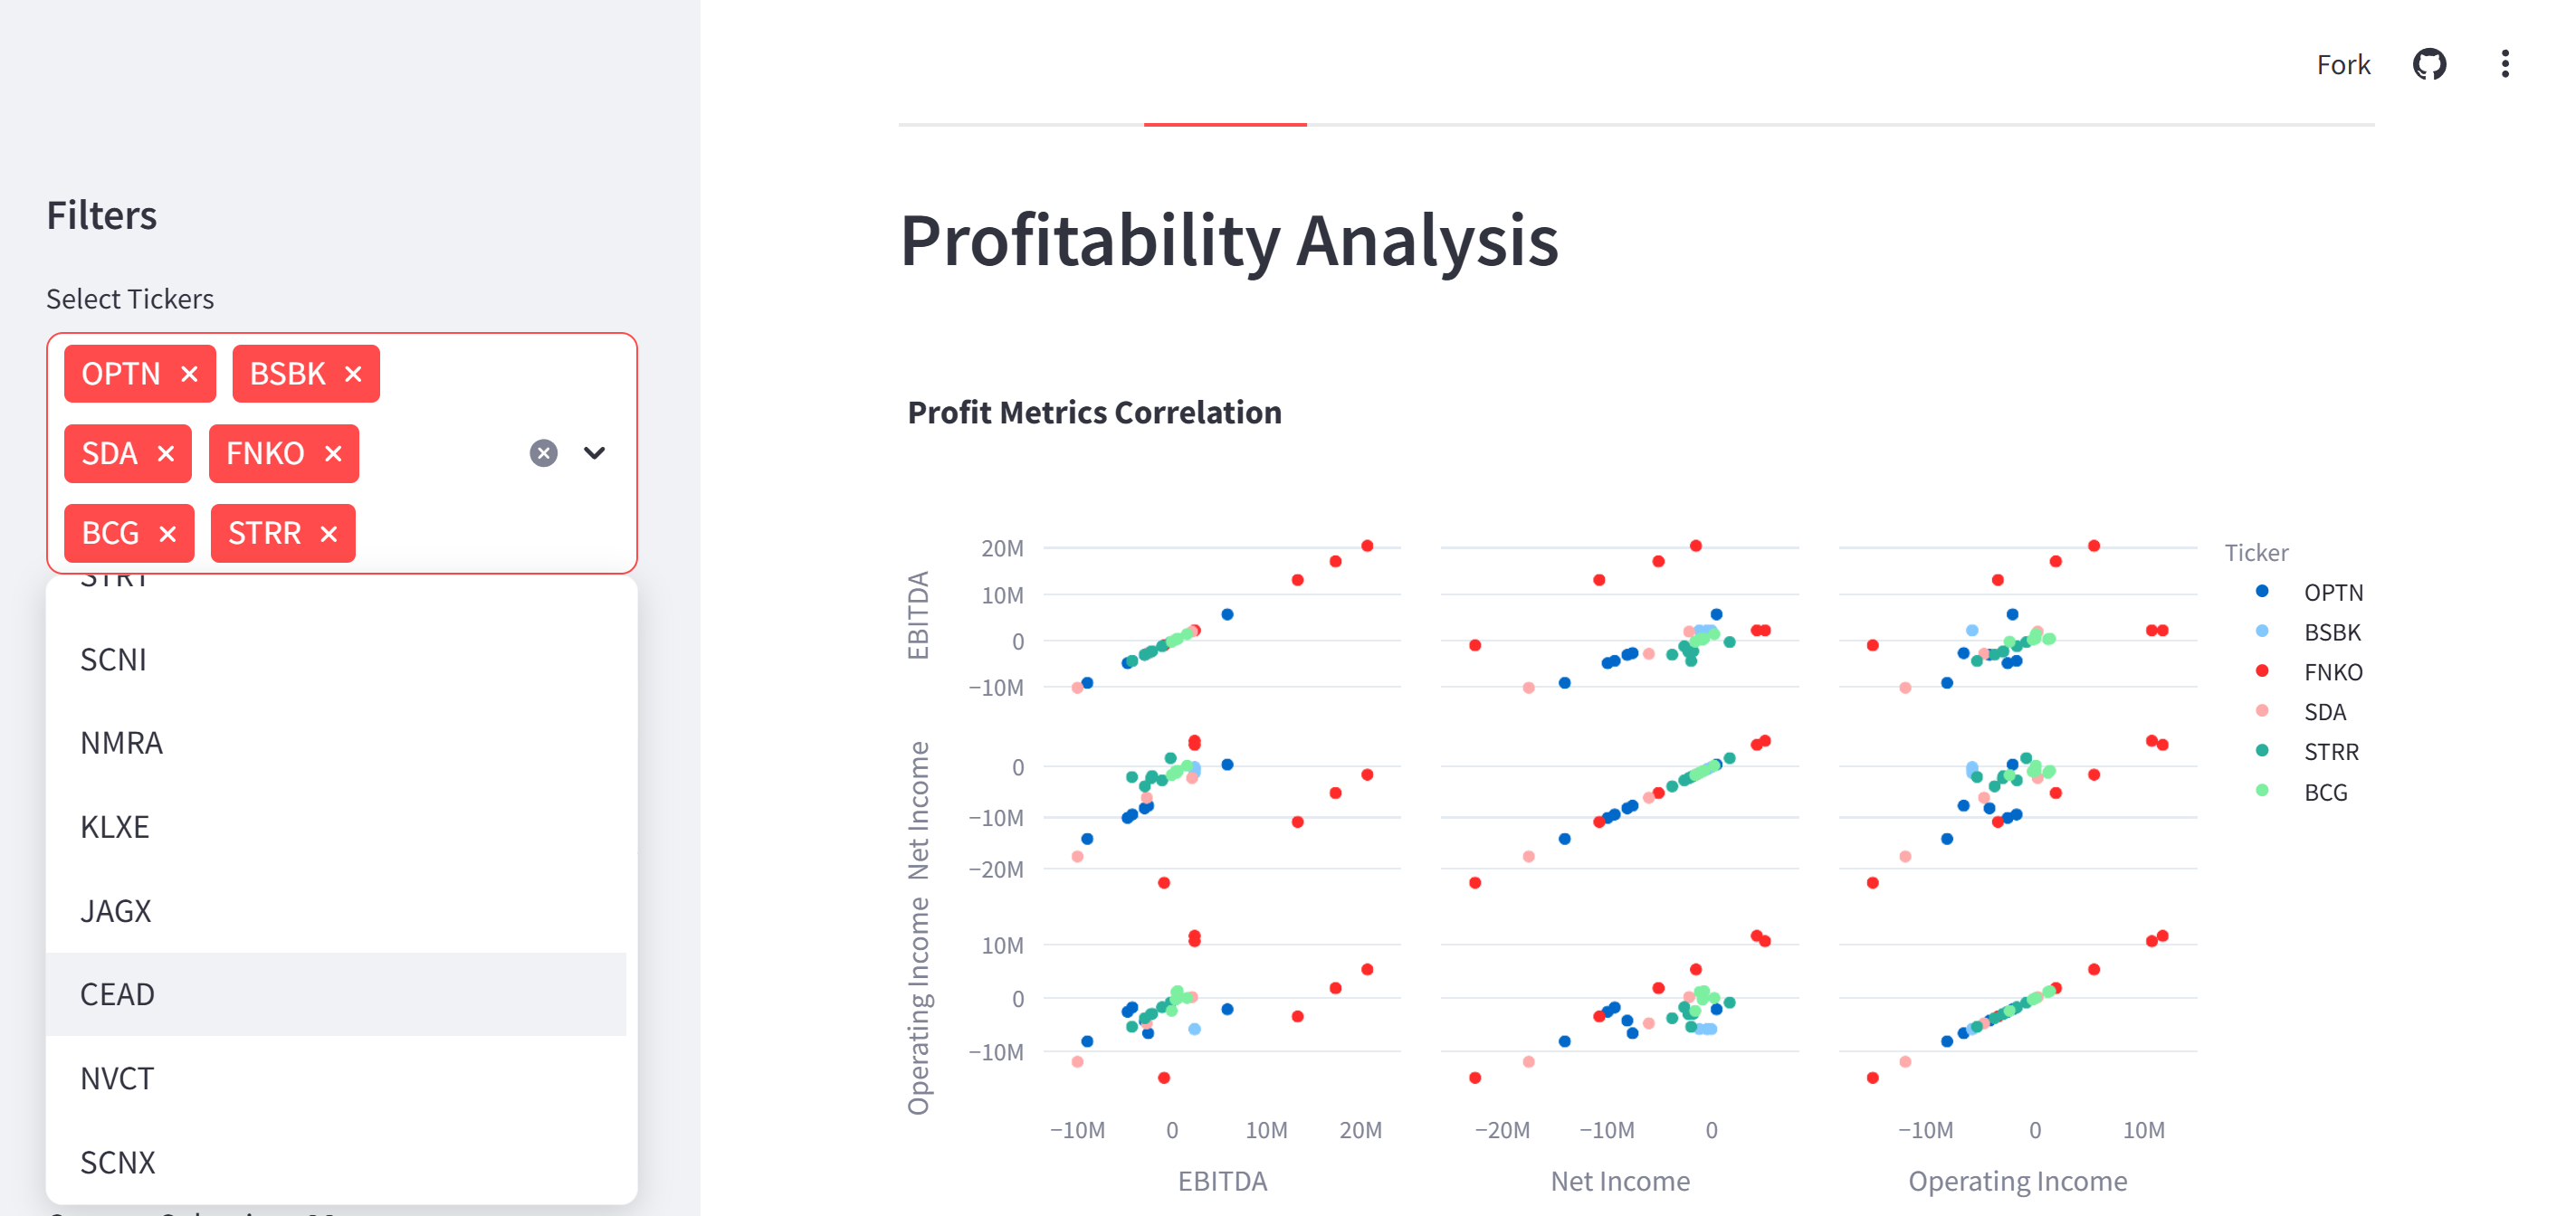 Fork
Filters
Select Tickers
OPTN BSBK
SDA FNKO
BCG STRR
SCNI
NMRA
KLXE
JAGX
CEAD
NVCT
SCNX
Profitability Analysis
Profit Metrics Correlation
20M
10M
0
−10M
EBITDA
0
−10M
−20M
Net Income
10M
0
−10M
Operating Income
−10M 0 10M 20M
−20M −10M 0
−10M 0 10M
EBITDA
Net Income
Operating Income
Ticker
OPTN
BSBK
FNKO
SDA
STRR
BCG